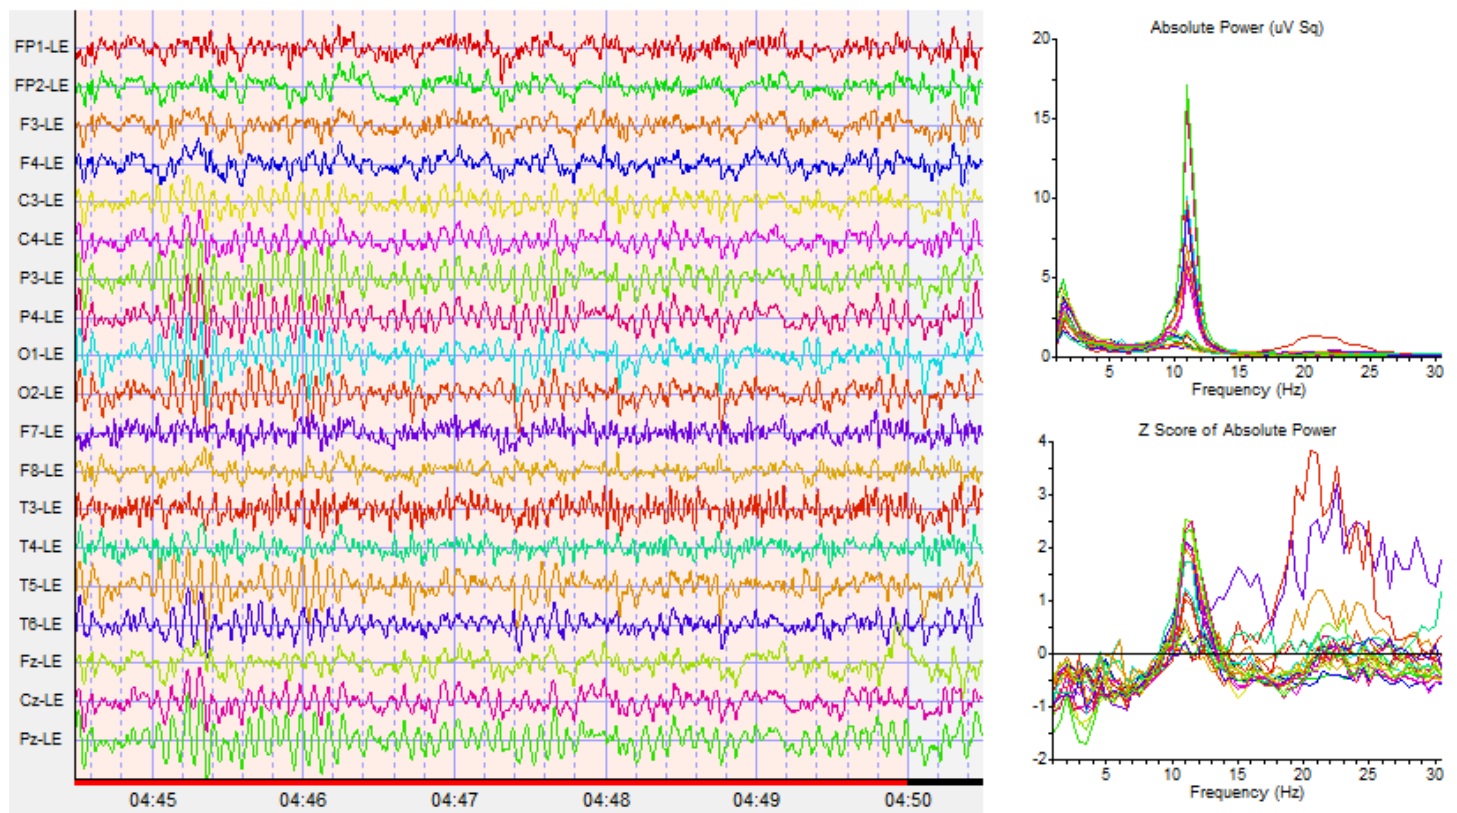 FP1-LE
FP2-LE
F3-LE
F4-LE
C3-LE
C4-LE
P3-LE
P4-LE
O1-LE
O2-LE
F7-LE
F8-LE
T3-LE
T4-LE
T5-LE
T6-LE
Fz-LE
Cz-LE
Pz-LE
04:45 04:46 04:47 04:48 04:49 04:50
Absolute Power (uV Sq)
20
15
10
5
0
5 10 15 20 25 30
Frequency (Hz)
Z Score of Absolute Power
4
3
2
1
0
-1
-2
5 10 15 20 25 30
Frequency (Hz)